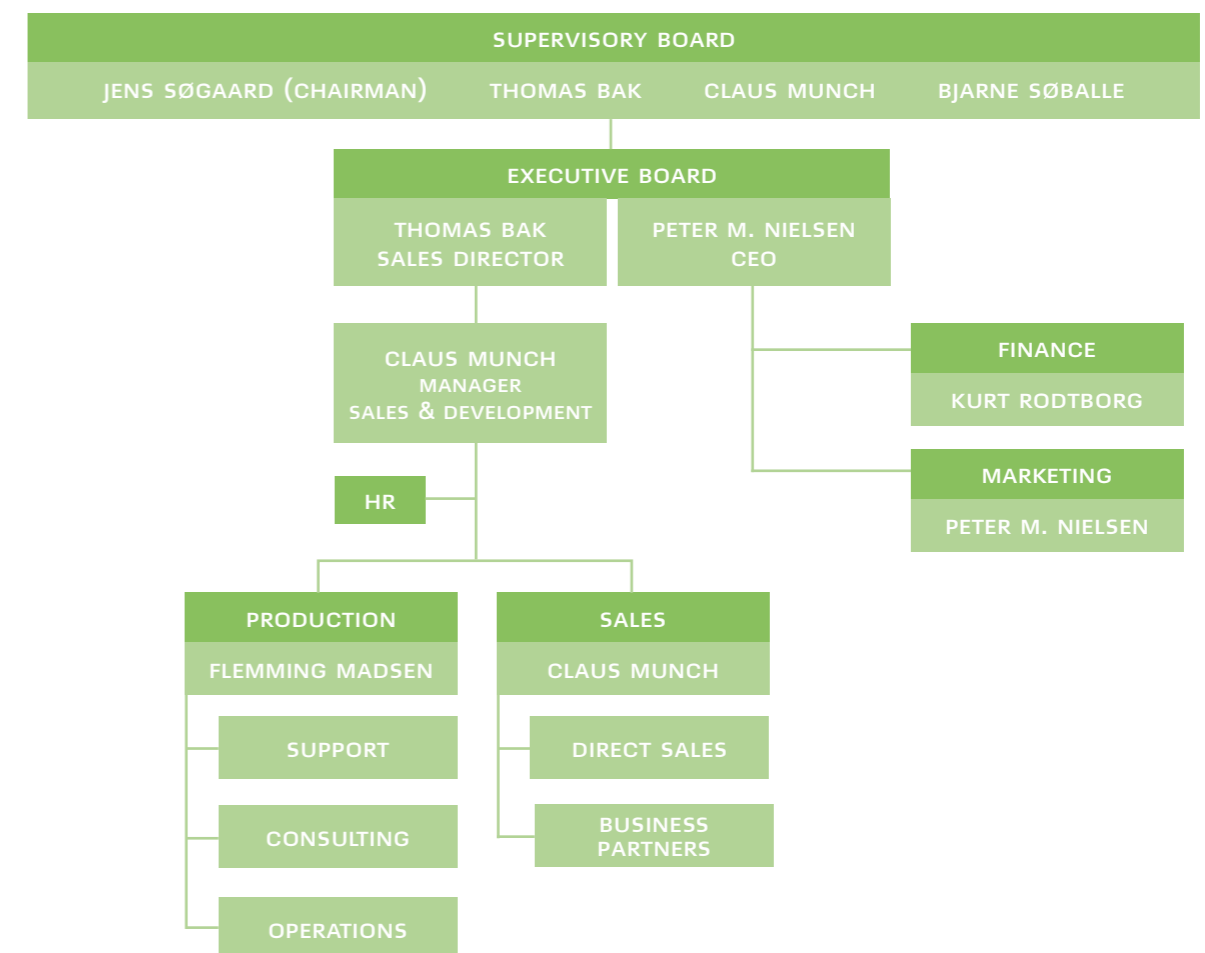 SUPERVISORY BOARD
JENS SØGAARD (CHAIRMAN) THOMAS BAK CLAUS MUNCH BJARNE SØBALLE
EXECUTIVE BOARD
THOMAS BAK
SALES DIRECTOR
PETER M. NIELSEN
CEO
CLAUS MUNCH
MANAGER
SALES & DEVELOPMENT
FINANCE
KURT RODTBORG
MARKETING
PETER M. NIELSEN
HR
PRODUCTION
FLEMMING MADSEN
SUPPORT
CONSULTING
OPERATIONS
SALES
CLAUS MUNCH
DIRECT SALES
BUSINESS
PARTNERS